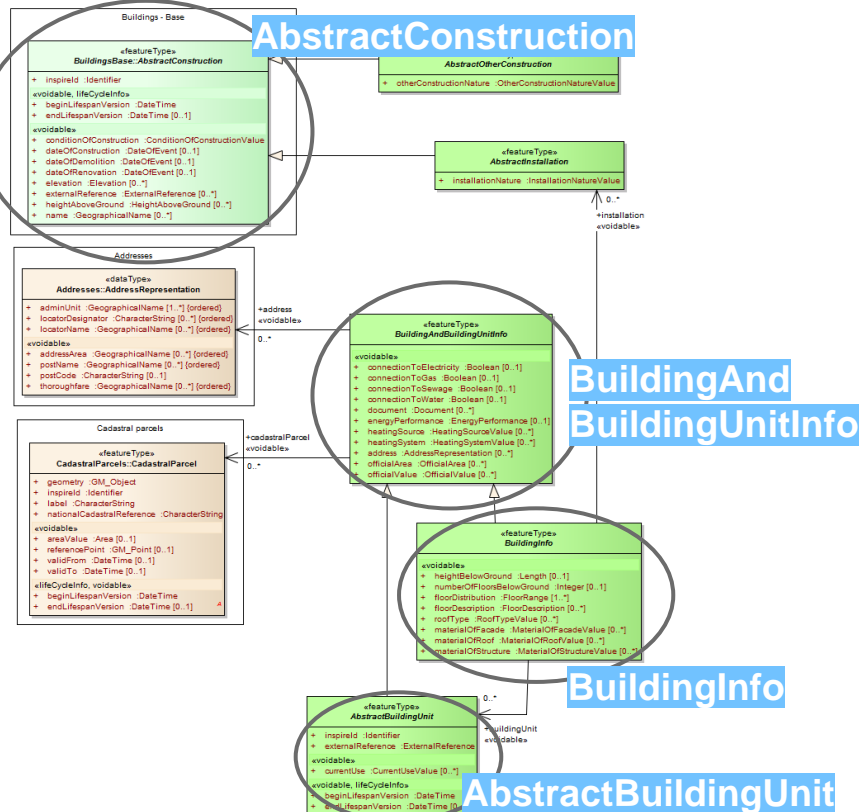 Buildings - Base
AbstractConstruction
«featureType»
BuildingsBase::AbstractConstruction
+ inspireId :Identifier
«voidable, lifeCycleInfo»
+ beginLifespanVersion :DateTime
+ endLifespanVersion :DateTime [0..1]
«voidable»
+ conditionOfConstruction :ConditionOfConstructionValue
+ dateOfConstruction :DateOfEvent [0..1]
+ dateOfDemolition :DateOfEvent [0..1]
+ dateOfRenovation :DateOfEvent [0..1]
+ elevation :Elevation [0..*]
+ externalReference :ExternalReference [0..*]
+ heightAboveGround :HeightAboveGround [0..*]
+ name :GeographicalName [0..*]
AbstractOtherConstruction
+ otherConstructionNature :OtherConstructionNatureValue
«featureType»
AbstractInstallation
+ installationNature :InstallationNatureValue
0..*
+installation
«voidable»
Addresses
«dataType»
Addresses::AddressRepresentation
+ adminUnit :GeographicalName [1..*] {ordered}
+ locatorDesignator :CharacterString [0..*] {ordered}
+ locatorName :GeographicalName [0..*] {ordered}
«voidable»
+ addressArea :GeographicalName [0..*] {ordered}
+ postName :GeographicalName [0..*] {ordered}
+ postCode :CharacterString [0..1]
+ thoroughfare :GeographicalName [0..*] {ordered}
+address
«voidable»
0..*
«featureType»
BuildingAndBuildingUnitInfo
«voidable»
+ connectionToElectricity :Boolean [0..1]
+ connectionToGas :Boolean [0..1]
+ connectionToSewage :Boolean [0..1]
+ connectionToWater :Boolean [0..1]
+ document :Document [0..*]
+ energyPerformance :EnergyPerformance [0..1]
+ heatingSource :HeatingSourceValue [0..*]
+ heatingSystem :HeatingSystemValue [0..*]
+ address :AddressRepresentation [0..*]
+ officialArea :OfficialArea [0..*]
+ officialValue :OfficialValue [0..*]
BuildingAnd
BuildingUnitInfo
Cadastral parcels
«featureType»
CadastralParcels::CadastralParcel
+ geometry :GM_Object
+ inspireId :Identifier
+ label :CharacterString
+ nationalCadastralReference :CharacterString
«voidable»
+ areaValue :Area [0..1]
+ referencePoint :GM_Point [0..1]
+ validFrom :DateTime [0..1]
+ validTo :DateTime [0..1]
«lifeCycleInfo, voidable»
+ beginLifespanVersion :DateTime
+ endLifespanVersion :DateTime [0..1]
+cadastralParcel
«voidable»
0..*
«featureType»
BuildingInfo
«voidable»
+ heightBelowGround :Length [0..1]
+ numberOfFloorsBelowGround :Integer [0..1]
+ floorDistribution :FloorRange [1..*]
+ floorDescription :FloorDescription [0..*]
+ roofType :RoofTypeValue [0..*]
+ materialOfFacade :MaterialOfFacadeValue [0..*]
+ materialOfRoof :MaterialOfRoofValue [0..*]
+ materialOfStructure :MaterialOfStructureValue [0..*]
BuildingInfo
0..*
+buildingUnit
«voidable»
«featureType»
AbstractBuildingUnit
+ inspireId :Identifier
+ externalReference :ExternalReference
«voidable»
+ currentUse :CurrentUseValue [0..*]
«voidable, lifeCycleInfo»
+ beginLifespanVersion :DateTime
+ endLifespanVersion :DateTime [0..
AbstractBuildingUnit